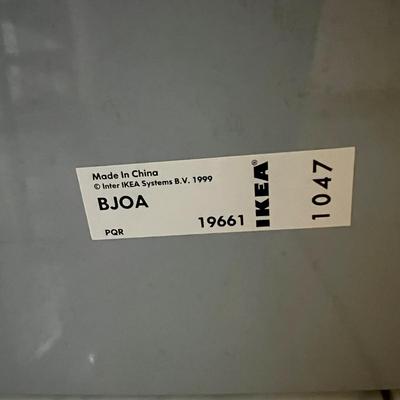 Made In China
© Inter IKEA Systems B.V. 1999
BJOA
PQR
19661
IKEA®
1047